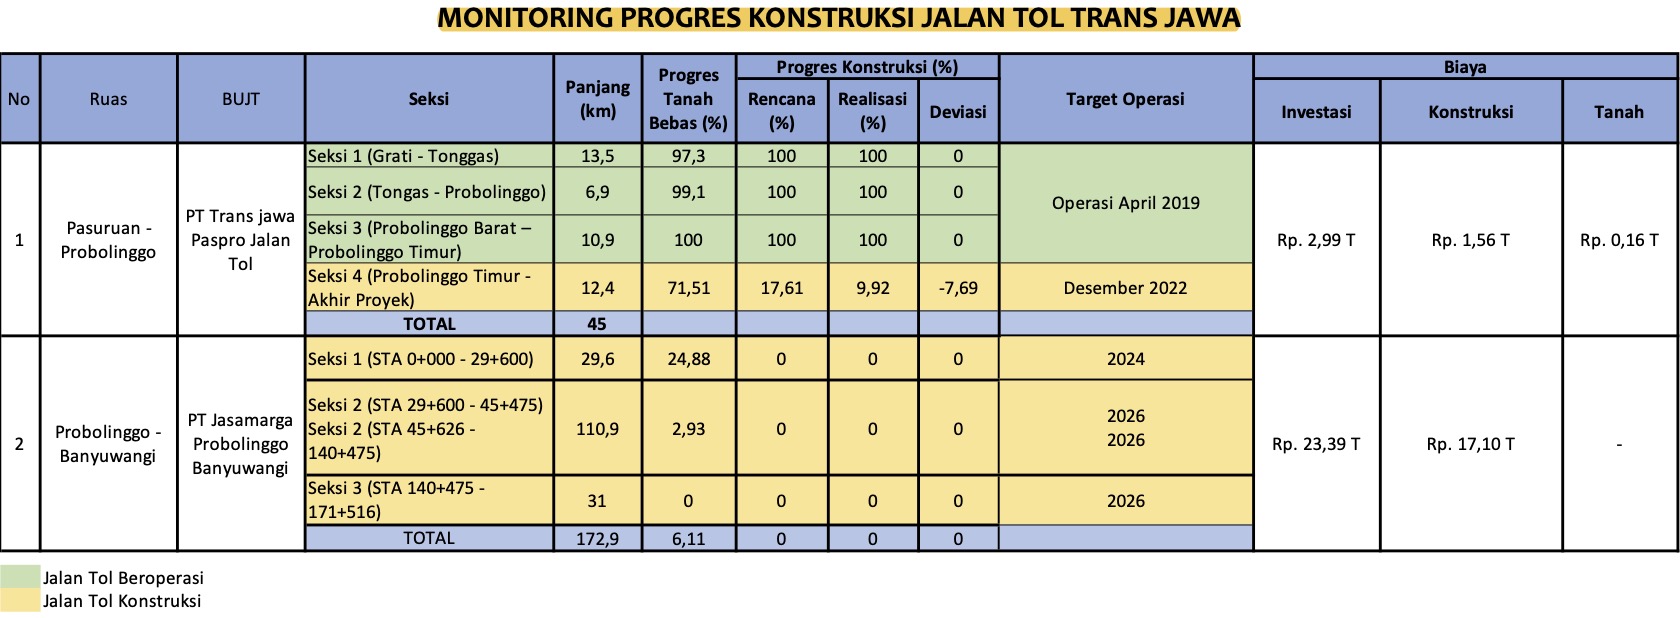 MONITORING PROGRES KONSTRUKSI JALAN TOL TRANS JAWA
No Ruas BUJT Seksi Panjang (km) Progres Tanah Bebas (%) Progres Konstruksi (%) Target Operasi Biaya
Rencana (%) Realisasi (%) Deviasi Investasi Konstruksi Tanah
1 Pasuruan - Probolinggo PT Trans jawa Paspro Jalan Tol
Seksi 1 (Grati - Tonggas) 13,5 97,3 100 100 0 Operasi April 2019 Rp. 2,99 T Rp. 1,56 T Rp. 0,16 T
Seksi 2 (Tongas - Probolinggo) 6,9 99,1 100 100 0
Seksi 3 (Probolinggo Barat –
Probolinggo Timur) 10,9 100 100 100 0
Seksi 4 (Probolinggo Timur -
Akhir Proyek) 12,4 71,51 17,61 9,92 -7,69 Desember 2022
TOTAL 45
2 Probolinggo - Banyuwangi PT Jasamarga Probolinggo Banyuwangi
Seksi 1 (STA 0+000 - 29+600) 29,6 24,88 0 0 0 2024 Rp. 23,39 T Rp. 17,10 T -
Seksi 2 (STA 29+600 - 45+475) 2026
Seksi 2 (STA 45+626 -
140+475) 110,9 2,93 0 0 0 2026
Seksi 3 (STA 140+475 -
171+516) 31 0 0 0 0 2026
TOTAL 172,9 6,11 0 0 0
Jalan Tol Beroperasi
Jalan Tol Konstruksi